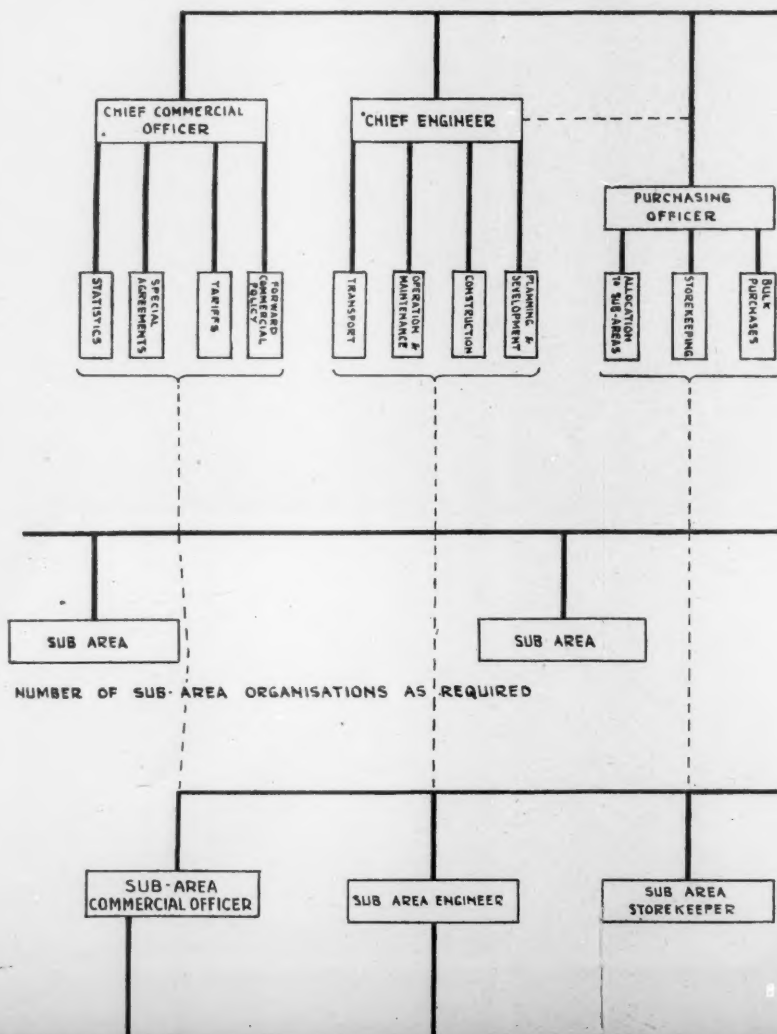 CHIEF COMMERCIAL
OFFICER
CHIEF ENGINEER
PURCHASING
OFFICER
STATISTICS
SPECIAL
AGREEMENTS
TARIFFS
FORWARD
COMMERCIAL
POLICY
TRANSPORT
OPERATION &
MAINTENANCE
CONSTRUCTION
PLANNING &
DEVELOPMENT
ALLOCATION
TO SUB-AREAS
STOREKEEPING
BULK
PURCHASES
SUB AREA
SUB AREA
NUMBER OF SUB-AREA ORGANISATIONS AS REQUIRED
SUB-AREA
COMMERCIAL OFFICER
SUB AREA ENGINEER
SUB AREA
STOREKEEPER